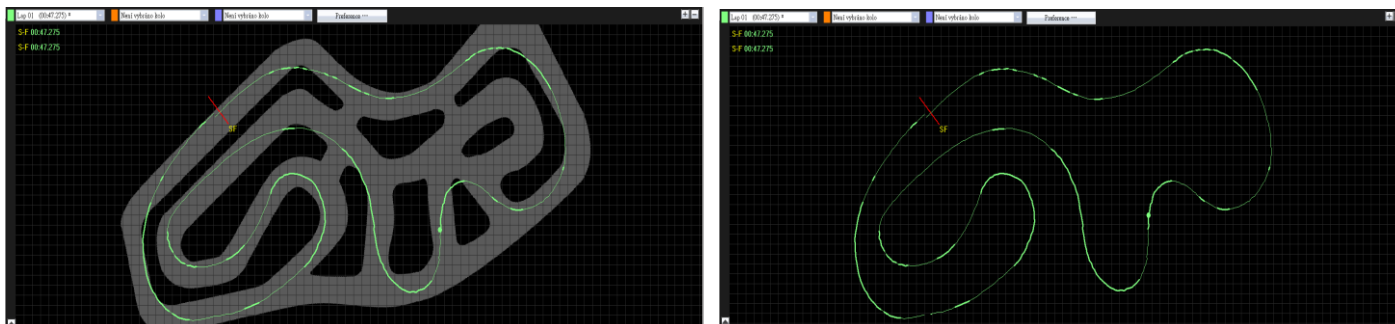 Lap 01 (00:47.275) * Není vybráno kolo Není vybráno kolo Preference ---
S-F 00:47.275
S-F 00:47.275
SF
Lap 01 (00:47.275) * Není vybráno kolo Není vybráno kolo Preference ---
S-F 00:47.275
S-F 00:47.275
SF